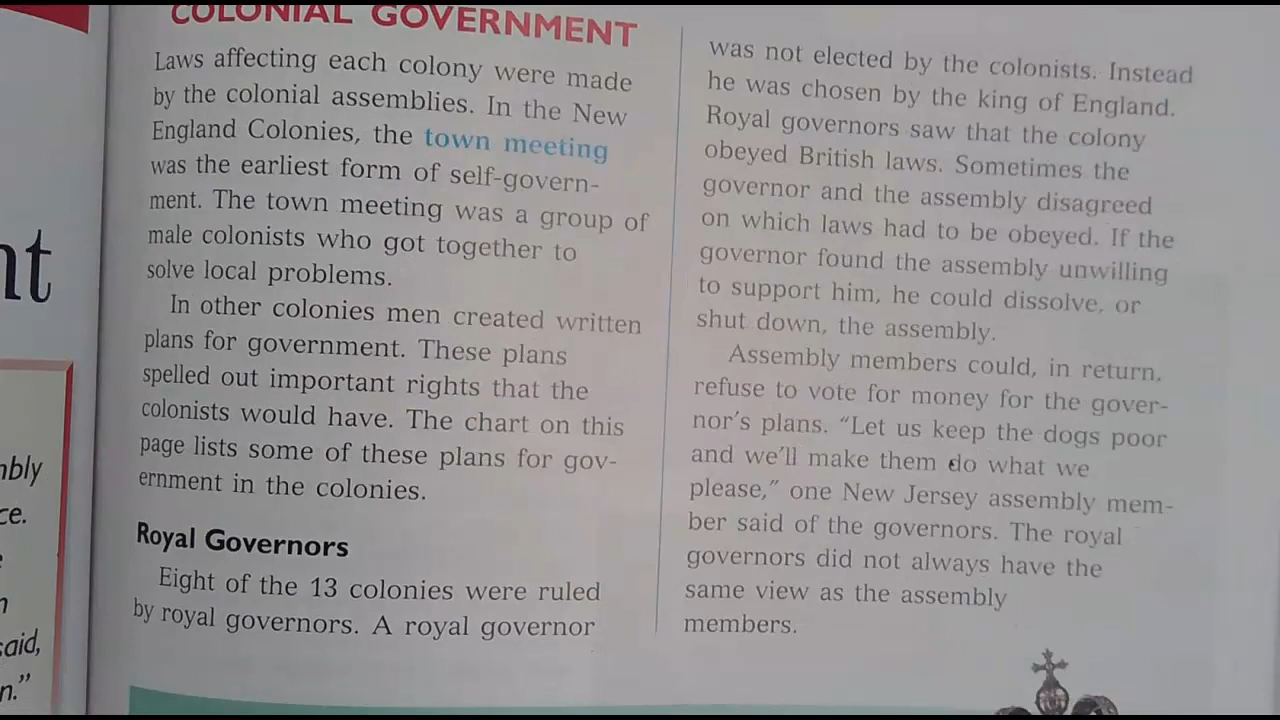 COLONIAL GOVERNMENT
Laws affecting each colony were made
by the colonial assemblies. In the New
England Colonies, the town meeting
was the earliest form of self-govern-
ment. The town meeting was a group of
male colonists who got together to
solve local problems.
In other colonies men created written
plans for government. These plans
spelled out important rights that the
colonists would have. The chart on this
page lists some of these plans for gov-
ernment in the colonies.
Royal Governors
Eight of the 13 colonies were ruled
by royal governors. A royal governor
was not elected by the colonists. Instead
he was chosen by the king of England.
Royal governors saw that the colony
obeyed British laws. Sometimes the
governor and the assembly disagreed
on which laws had to be obeyed. If the
governor found the assembly unwilling
to support him, he could dissolve, or
shut down, the assembly.
Assembly members could, in return,
refuse to vote for money for the gover-
nor's plans. "Let us keep the dogs poor
and we'll make them do what we
please," one New Jersey assembly mem-
ber said of the governors. The royal
governors did not always have the
same view as the assembly
members.